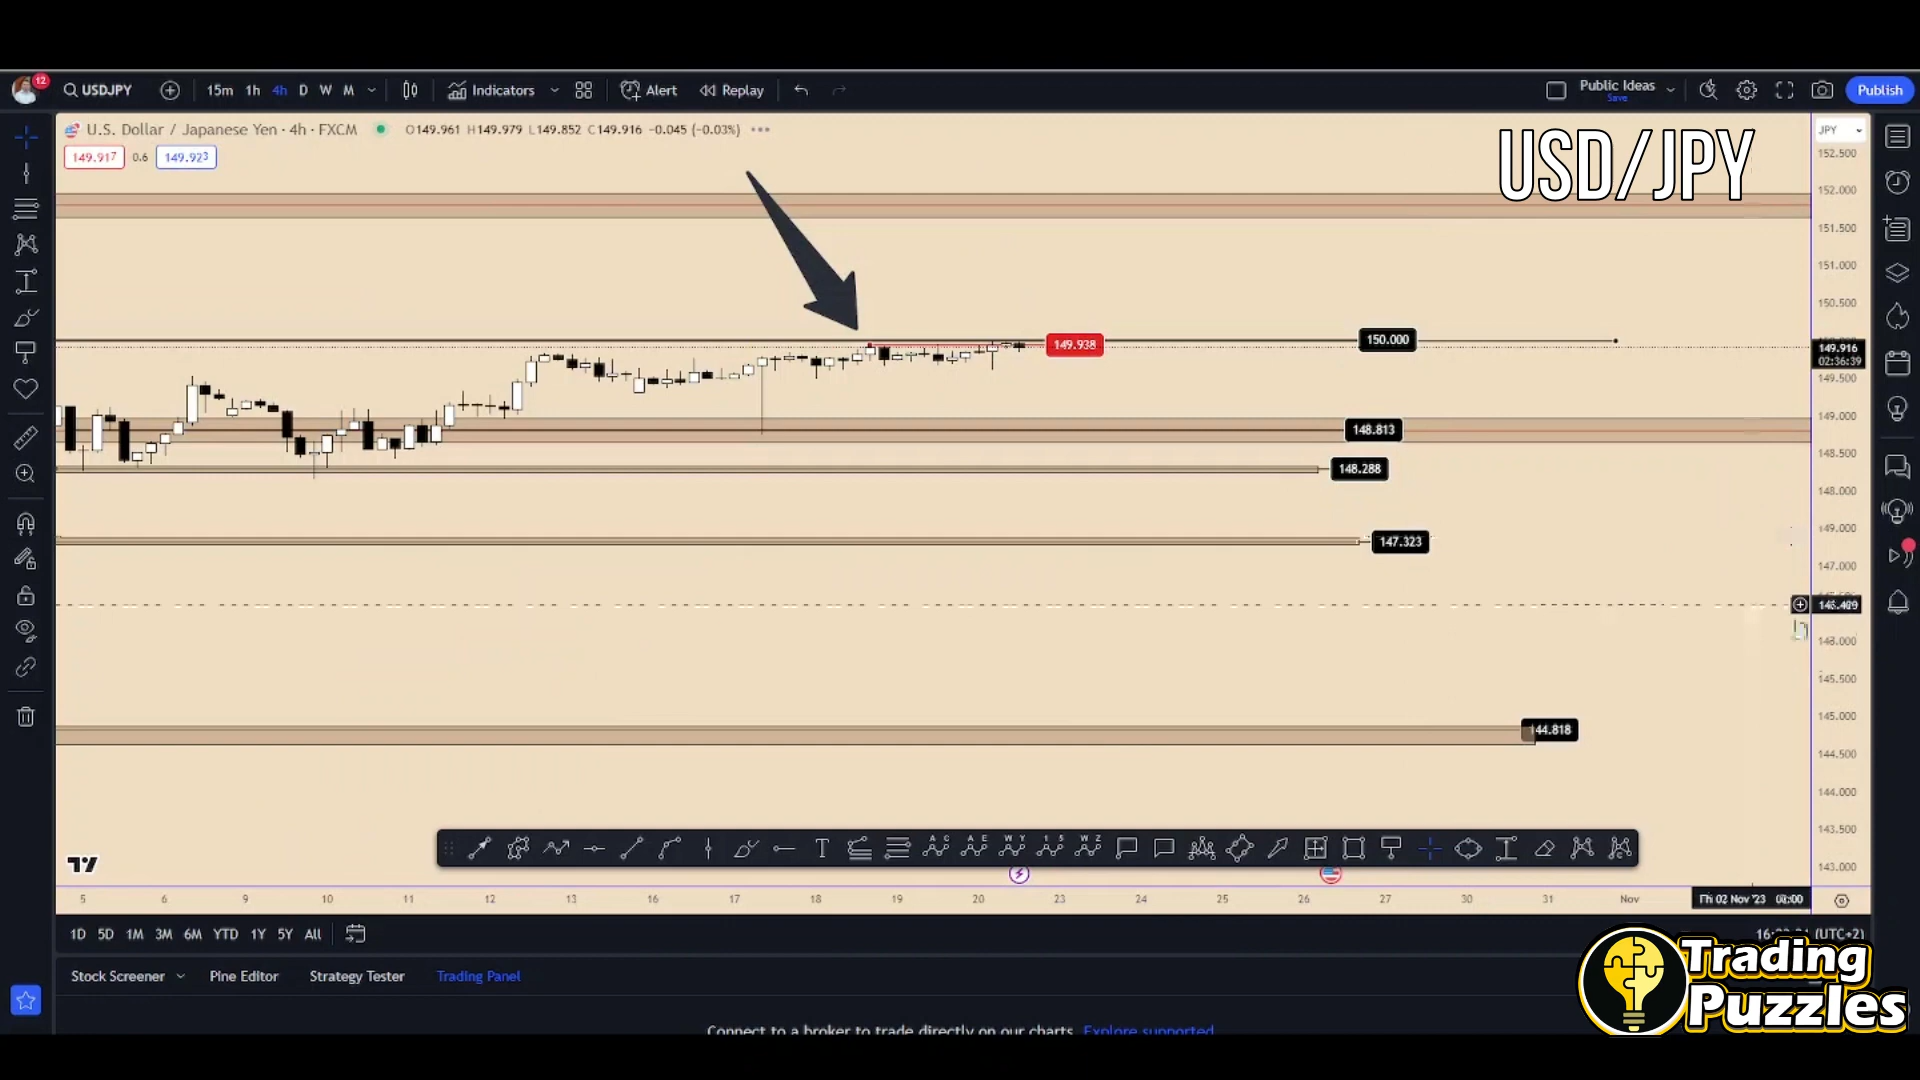 12
USDJPY
15m 1h 4h D W M
Indicators
Alert
Replay
Public Ideas
Save
Publish
U.S. Dollar / Japanese Yen · 4h · FXCM
O149.961 H149.979 L149.852 C149.916 -0.045 (-0.03%)
149.917 0.6 149.923
USD/JPY
JPY
152.500
152.000
151.500
151.000
150.500
149.938
150.000
149.916
02:36:39
149.500
149.000
148.813
148.500
148.288
148.000
147.323
147.000
146.000
145.500
145.000
144.818
144.500
144.000
143.500
143.000
5 6 9 10 11 12 13 16 17 18 19 20 23 24 25 26 27 30 31 Nov
02 Nov '23
1D 5D 1M 3M 6M YTD 1Y 5Y All
(UTC+2)
Stock Screener Pine Editor Strategy Tester Trading Panel
Connect to a broker to trade directly on our charts. Explore supported
Trading
Puzzles